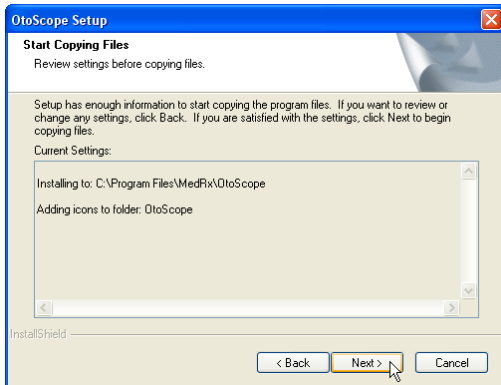 OtoScope Setup
Start Copying Files
Review settings before copying files.
Setup has enough information to start copying the program files. If you want to review or
change any settings, click Back. If you are satisfied with the settings, click Next to begin
copying files.
Current Settings:
Installing to: C:\Program Files\MedRx\OtoScope
Adding icons to folder: OtoScope
InstallShield
< Back
Next >
Cancel